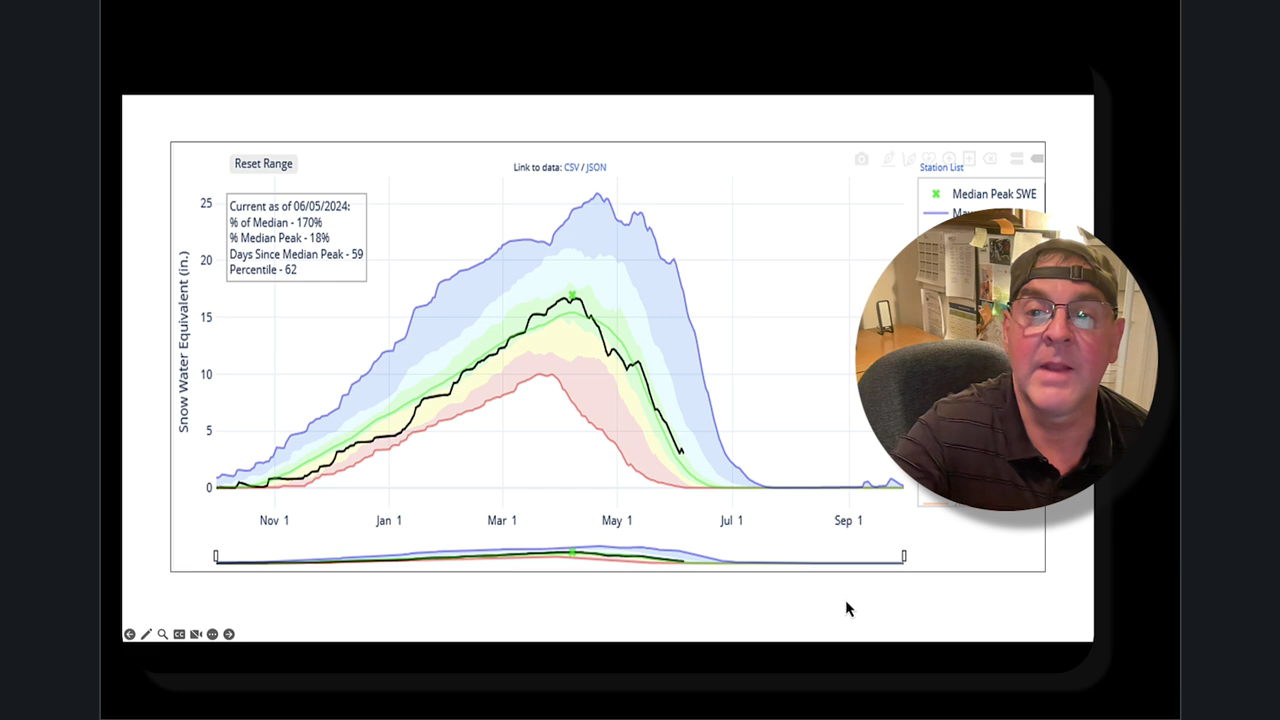 Reset Range
Link to data: CSV / JSON
Station List
Median Peak SWE
Current as of 06/05/2024:
% of Median - 170%
% Median Peak - 18%
Days Since Median Peak - 59
Percentile - 62
Snow Water Equivalent (in.)
25
20
15
10
5
0
Nov 1
Jan 1
Mar 1
May 1
Jul 1
Sep 1
CC